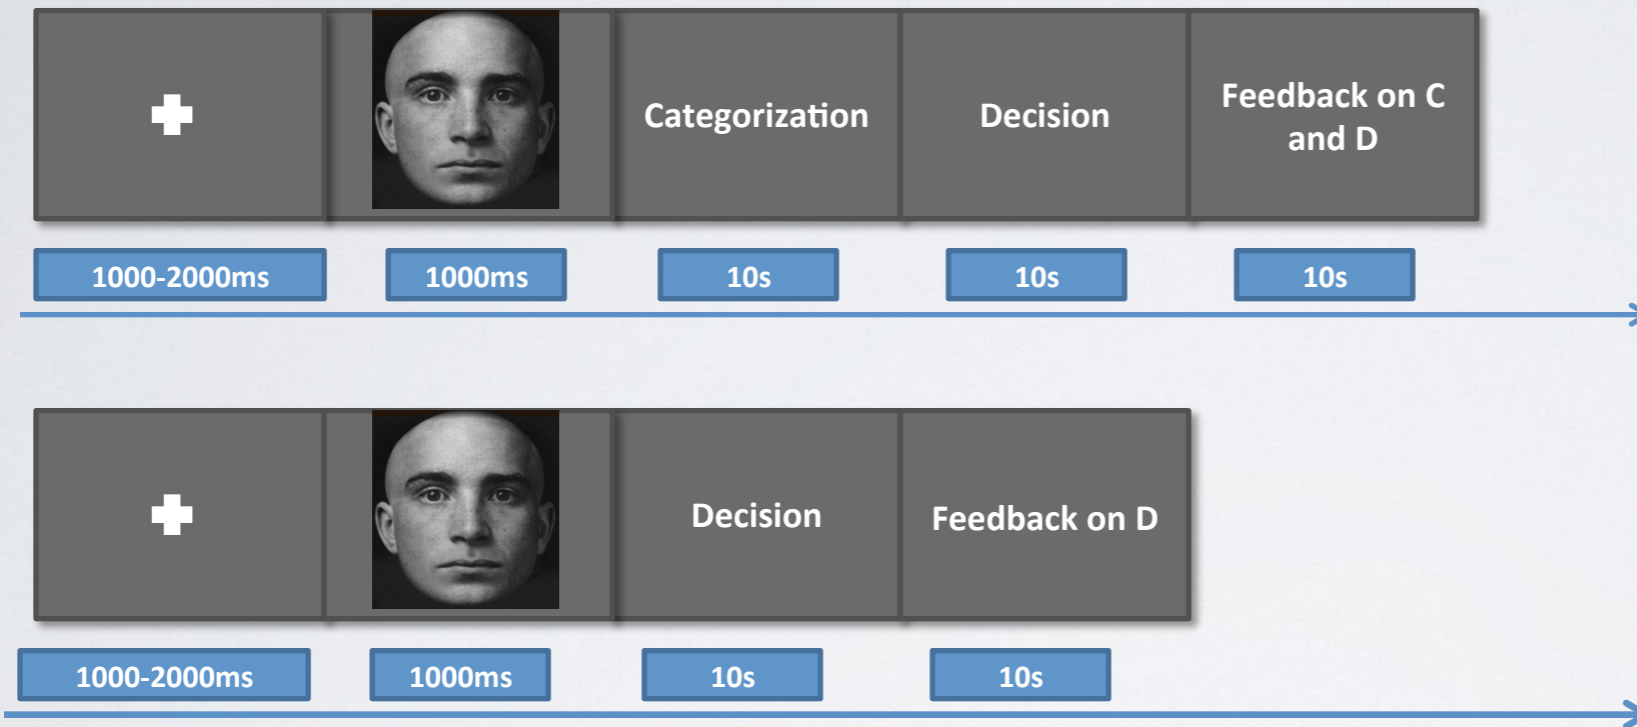 Categorization
Decision
Feedback on C
and D
1000-2000ms
1000ms
10s
10s
10s
Decision
Feedback on D
1000-2000ms
1000ms
10s
10s